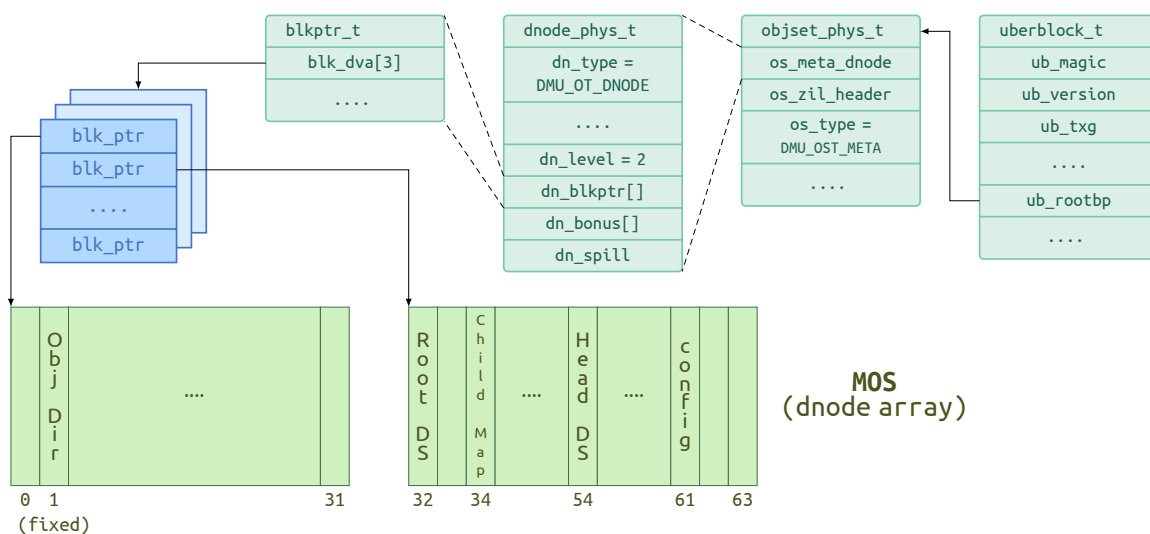 blkptr_t
blk_dva[3]
....
dnode_phys_t
dn_type =
DMU_OT_DNODE
....
dn_level = 2
dn_blkptr[]
dn_bonus[]
dn_spill
objset_phys_t
os_meta_dnode
os_zil_header
os_type =
DMU_OST_META
....
uberblock_t
ub_magic
ub_version
ub_txg
....
ub_rootbp
....
blk_ptr
blk_ptr
....
blk_ptr
Obj Dir
....
Root DS
Child Map
....
Head DS
....
config
MOS
(dnode array)
0
1
31
32
34
54
61
63
(fixed)